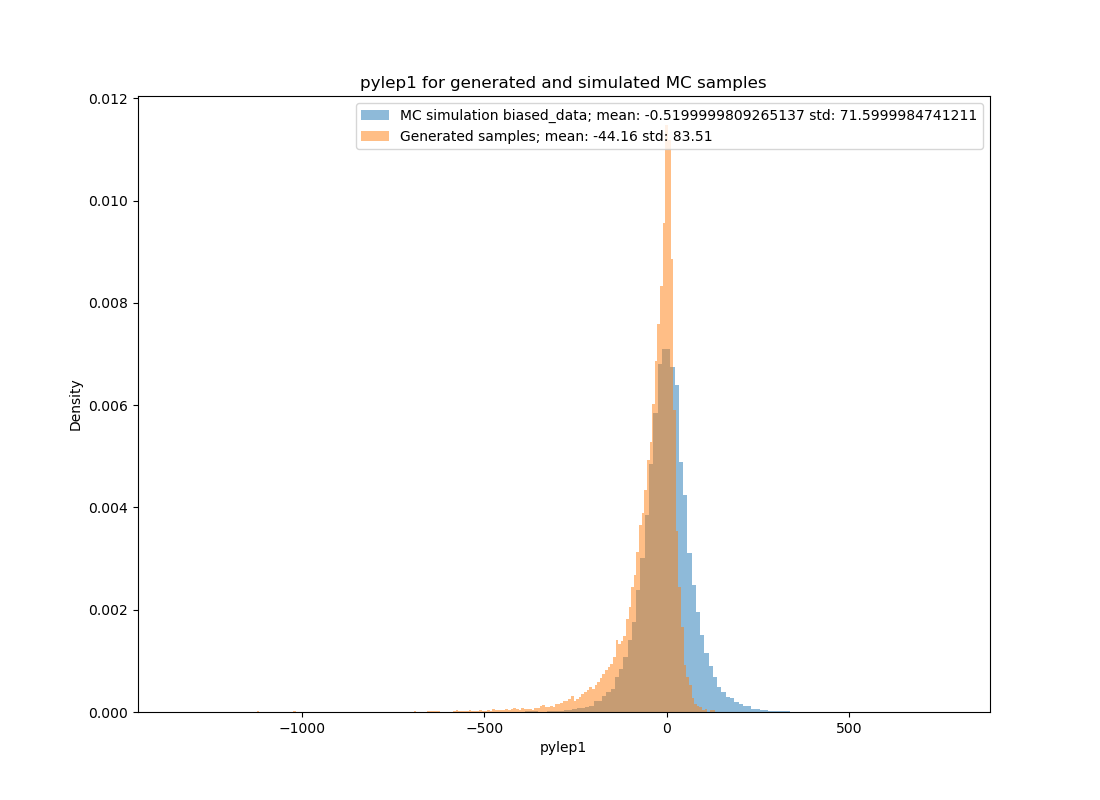 pylep1 for generated and simulated MC samples
MC simulation biased_data; mean: -0.5199999809265137 std: 71.5999984741211
Generated samples; mean: -44.16 std: 83.51
0.012
0.010
0.008
0.006
0.004
0.002
0.000
Density
−1000
−500
0
500
pylep1